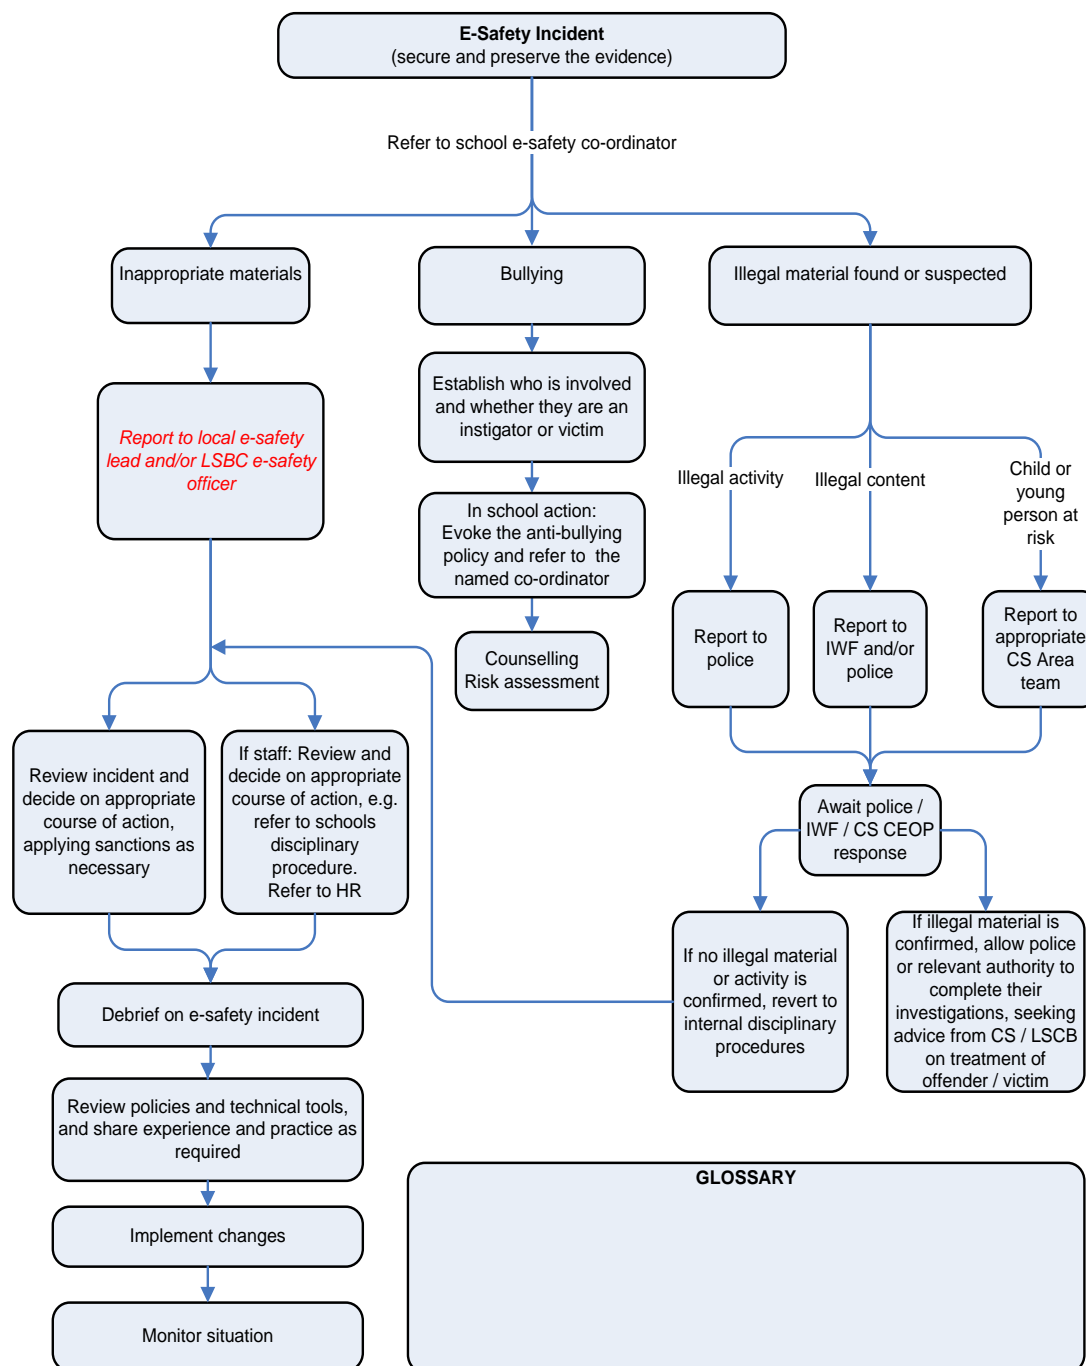 E-Safety Incident
(secure and preserve the evidence)
Refer to school e-safety co-ordinator
Inappropriate materials
Bullying
Illegal material found or suspected
Report to local e-safety
lead and/or LSBC e-safety
officer
Establish who is involved
and whether they are an
instigator or victim
Illegal activity
Illegal content
Child or
young
person at
risk
In school action:
Evoke the anti-bullying
policy and refer to the
named co-ordinator
Report to
police
Report to
IWF and/or
police
Report to
appropriate
CS Area
team
Counselling
Risk assessment
Review incident and
decide on appropriate
course of action,
applying sanctions as
necessary
If staff: Review and
decide on appropriate
course of action, e.g.
refer to schools
disciplinary
procedure.
Refer to HR
Await police /
IWF / CS CEOP
response
If no illegal material
or activity is
confirmed, revert to
internal disciplinary
procedures
If illegal material is
confirmed, allow police
or relevant authority to
complete their
investigations, seeking
advice from CS / LSCB
on treatment of
offender / victim
Debrief on e-safety incident
Review policies and technical tools,
and share experience and practice as
required
Implement changes
Monitor situation
GLOSSARY